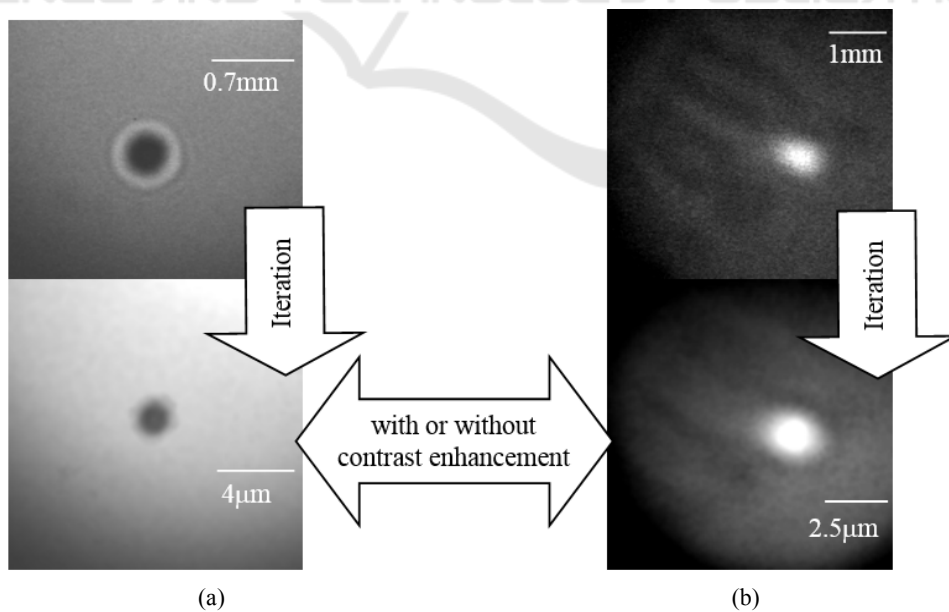 0.7mm
1mm
Iteration
Iteration
with or without
contrast enhancement
4μm
2.5μm
(a)
(b)